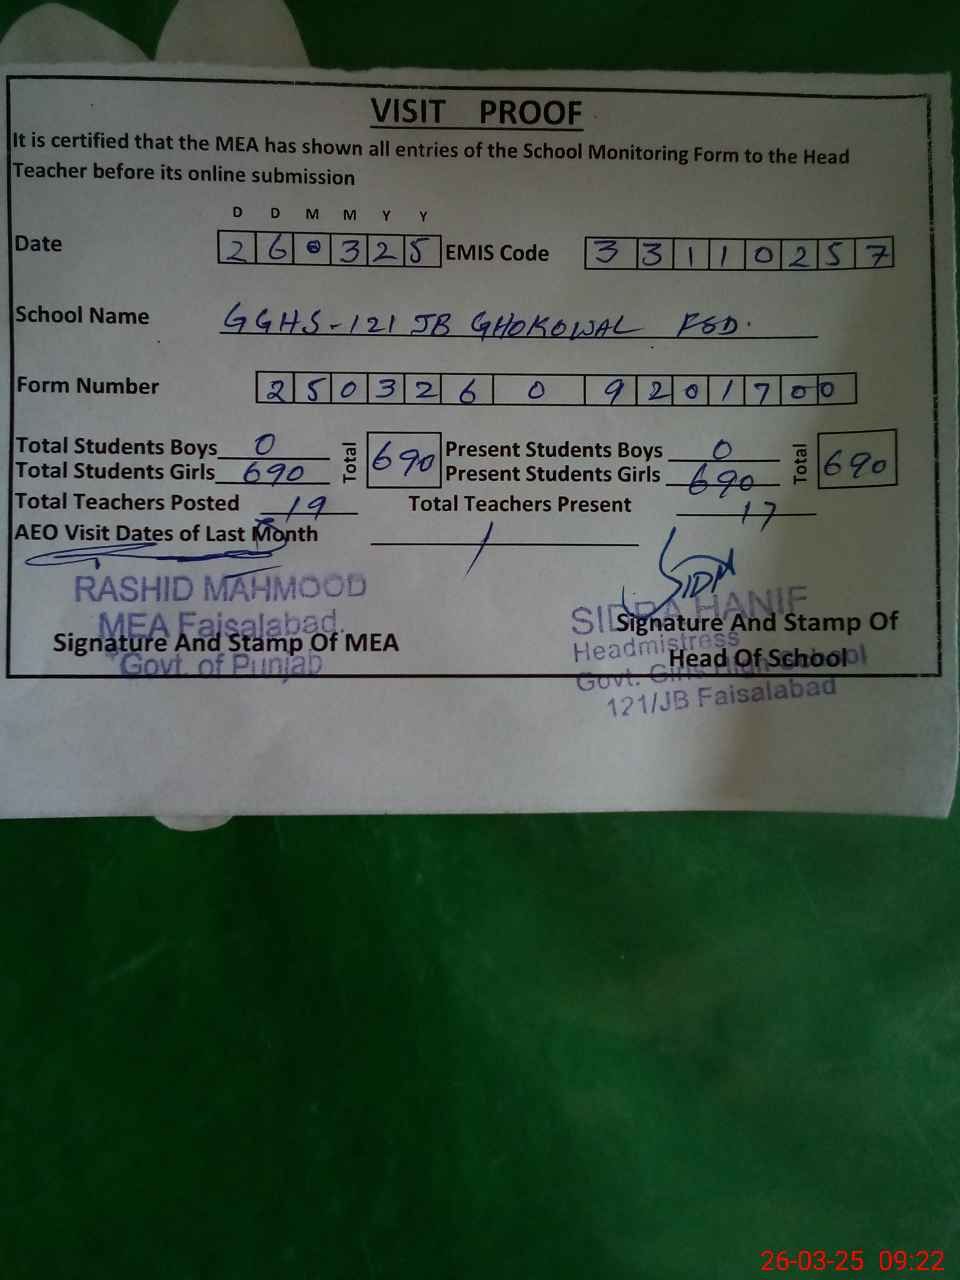 VISIT PROOF
It is certified that the MEA has shown all entries of the School Monitoring Form to the Head
Teacher before its online submission
D D M M Y Y
Date 2 6 0 3 2 5 EMIS Code 3 3 1 1 0 2 5 7
School Name GGHS-121 JB GHOKOWAL FSD.
Form Number 2 5 0 3 2 6 0 9 2 0 1 7 0 0
Total Students Boys 0 Total 690 Present Students Boys 0 Total 690
Total Students Girls 690 Present Students Girls 690
Total Teachers Posted 19 Total Teachers Present 17
AEO Visit Dates of Last Month /
RASHID MAHMOOD
MEA Faisalabad.
Govt. of Punjab
Signature And Stamp Of MEA
SIDRA HANIF
Headmistress
Govt. Girls High School
121/JB Faisalabad
Signature And Stamp Of
Head Of School
26-03-25 09:22